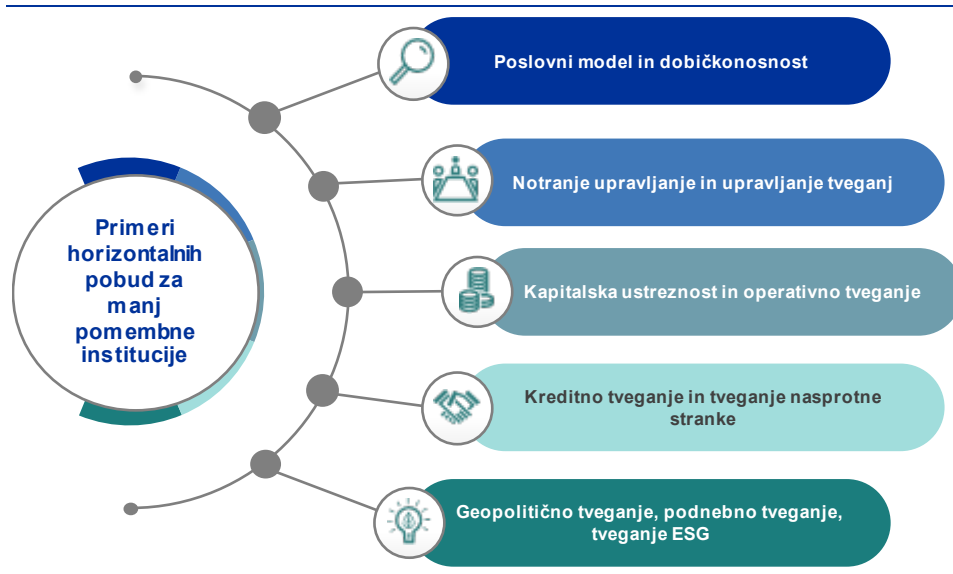 Primeri
horizontalnih
pobud za
manj
pomembne
institucije
Poslovni model in dobičkonosnost
Notranje upravljanje in upravljanje tveganj
Kapitalska ustreznost in operativno tveganje
Kreditno tveganje in tveganje nasprotne
stranke
Geopolitično tveganje, podnebno tveganje,
tveganje ESG